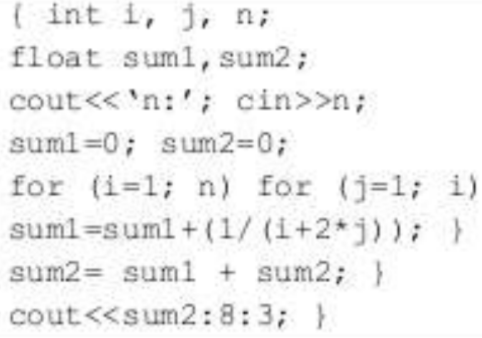 { int i, j, n;
float sum1,sum2;
cout<<‛n:′; cin>>n;
sum1=0; sum2=0;
for (i=1; n) for (j=1; i)
sum1=sum1+(1/(i+2*j)); }
sum2= sum1 + sum2; }
cout<<sum2:8:3; }